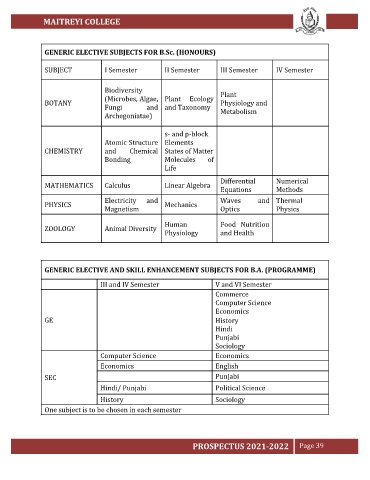 MAITREYI COLLEGE
GENERIC ELECTIVE SUBJECTS FOR B.Sc. (HONOURS)
SUBJECT I Semester II Semester III Semester IV Semester
BOTANY
Biodiversity
(Microbes, Algae,
Fungi and
Archegoniatae)
Plant Ecology
and Taxonomy
Plant
Physiology and
Metabolism
CHEMISTRY
Atomic Structure
and Chemical
Bonding
s- and p-block
Elements
States of Matter
Molecules of
Life
MATHEMATICS Calculus Linear Algebra
Differential
Equations
Numerical
Methods
PHYSICS
Electricity and
Magnetism
Mechanics
Waves and
Optics
Thermal
Physics
ZOOLOGY Animal Diversity
Human
Physiology
Food Nutrition
and Health
GENERIC ELECTIVE AND SKILL ENHANCEMENT SUBJECTS FOR B.A. (PROGRAMME)
III and IV Semester V and VI Semester
GE
Commerce
Computer Science
Economics
History
Hindi
Punjabi
Sociology
SEC
Computer Science Economics
Economics English
Punjabi
Hindi/ Punjabi Political Science
History Sociology
One subject is to be chosen in each semester
PROSPECTUS 2021-2022 Page 39